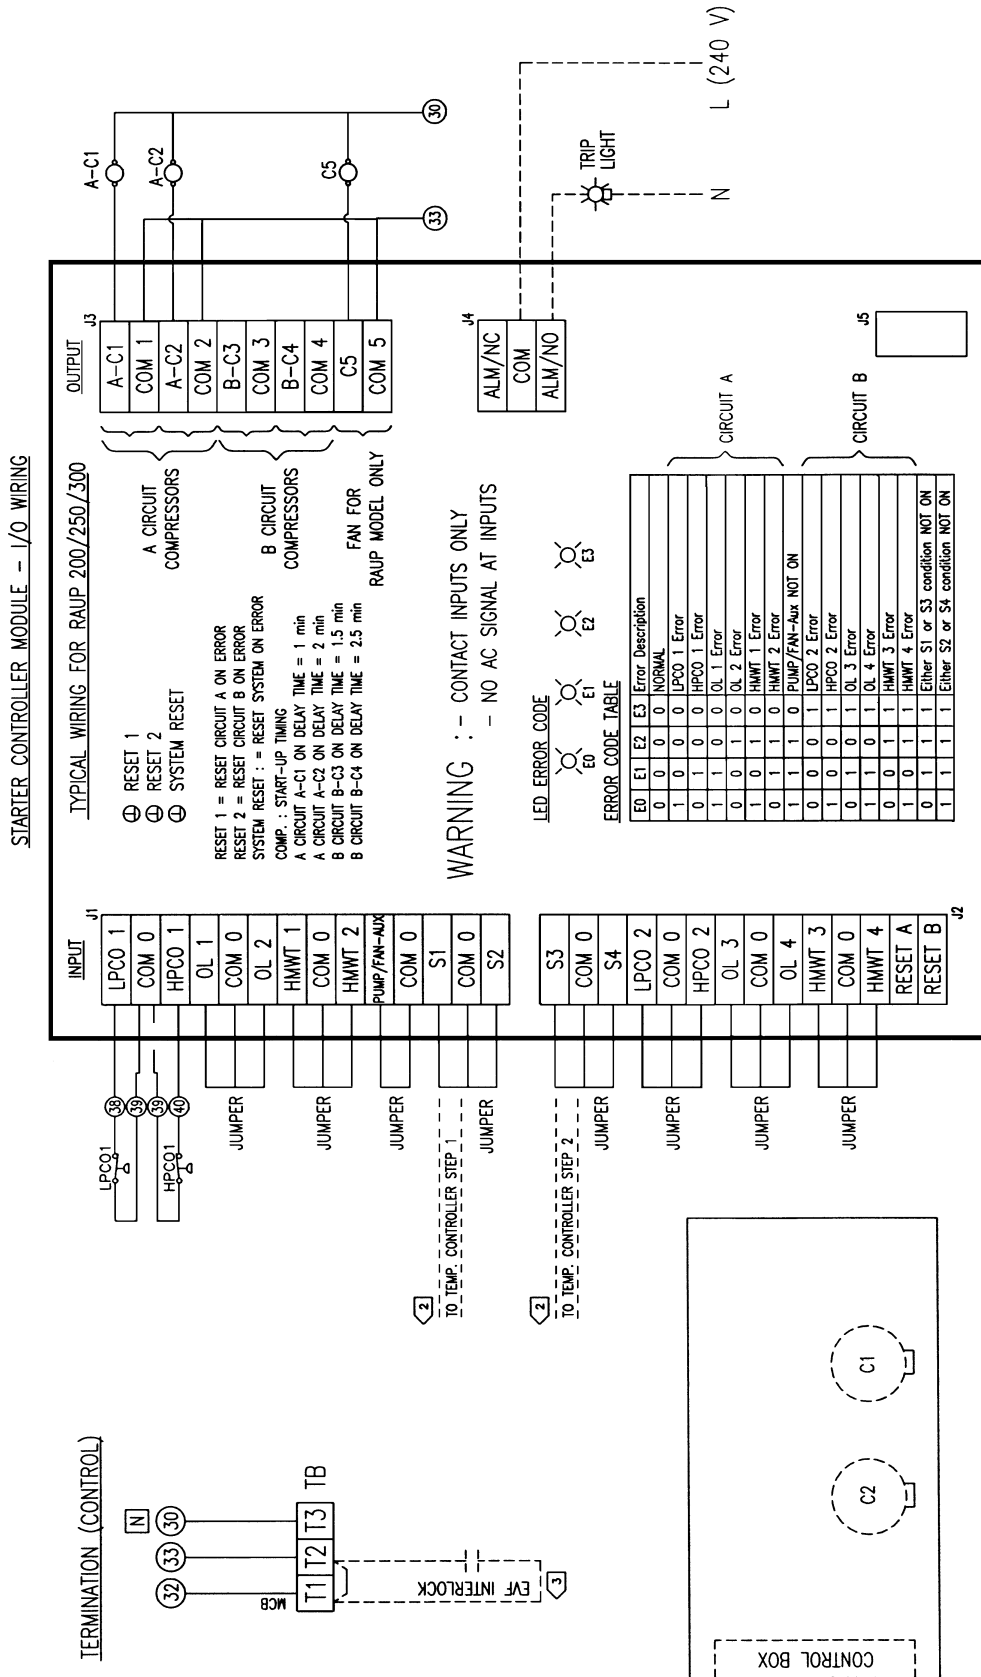 STARTER CONTROLLER MODULE - I/O WIRING
TYPICAL WIRING FOR RAUP 200/250/300
INPUT
J1
LPCO 1
COM 0
HPCO 1
OL 1
COM 0
OL 2
HMWT 1
COM 0
HMWT 2
PUMP/FAN-AUX
COM 0
S1
COM 0
S2
S3
COM 0
S4
LPCO 2
COM 0
HPCO 2
OL 3
COM 0
OL 4
HMWT 3
COM 0
HMWT 4
RESET A
RESET B
J2
LPCO1
HPCO1
38
39
39
40
JUMPER
JUMPER
JUMPER
JUMPER
JUMPER
JUMPER
JUMPER
JUMPER
2
TO TEMP. CONTROLLER STEP 1
2
TO TEMP. CONTROLLER STEP 2
RESET 1
RESET 2
SYSTEM RESET
RESET 1 = RESET CIRCUIT A ON ERROR
RESET 2 = RESET CIRCUIT B ON ERROR
SYSTEM RESET : = RESET SYSTEM ON ERROR
COMP. : START-UP TIMING
A CIRCUIT A-C1 ON DELAY TIME = 1 min
A CIRCUIT A-C2 ON DELAY TIME = 2 min
B CIRCUIT B-C3 ON DELAY TIME = 1.5 min
B CIRCUIT B-C4 ON DELAY TIME = 2.5 min
A CIRCUIT
COMPRESSORS
B CIRCUIT
COMPRESSORS
FAN FOR
RAUP MODEL ONLY
WARNING : - CONTACT INPUTS ONLY
- NO AC SIGNAL AT INPUTS
LED ERROR CODE
E0 E1 E2 E3
ERROR CODE TABLE
E0 E1 E2 E3 Error Description
0 0 0 0 NORMAL
1 0 0 0 LPCO 1 Error
0 1 0 0 HPCO 1 Error
1 1 0 0 OL 1 Error
0 0 1 0 OL 2 Error
1 0 1 0 HMWT 1 Error
0 1 1 0 HMWT 2 Error
1 1 1 0 PUMP/FAN-Aux NOT ON
0 0 0 1 LPCO 2 Error
1 0 0 1 HPCO 2 Error
0 1 0 1 OL 3 Error
1 1 0 1 OL 4 Error
0 0 1 1 HMWT 3 Error
1 0 1 1 HMWT 4 Error
0 1 1 1 Either S1 or S3 condition NOT ON
1 1 1 1 Either S2 or S4 condition NOT ON
CIRCUIT A
CIRCUIT B
OUTPUT
J3
A-C1
COM 1
A-C2
COM 2
B-C3
COM 3
B-C4
COM 4
C5
COM 5
A-C1
A-C2
C5
30
33
J4
ALM/NC
COM
ALM/NO
J5
TRIP
LIGHT
N
L (240 V)
TERMINATION (CONTROL)
N
32
33
30
MCB
T1 T2 T3 TB
EVF INTERLOCK
3
CONTROL BOX
C2
C1